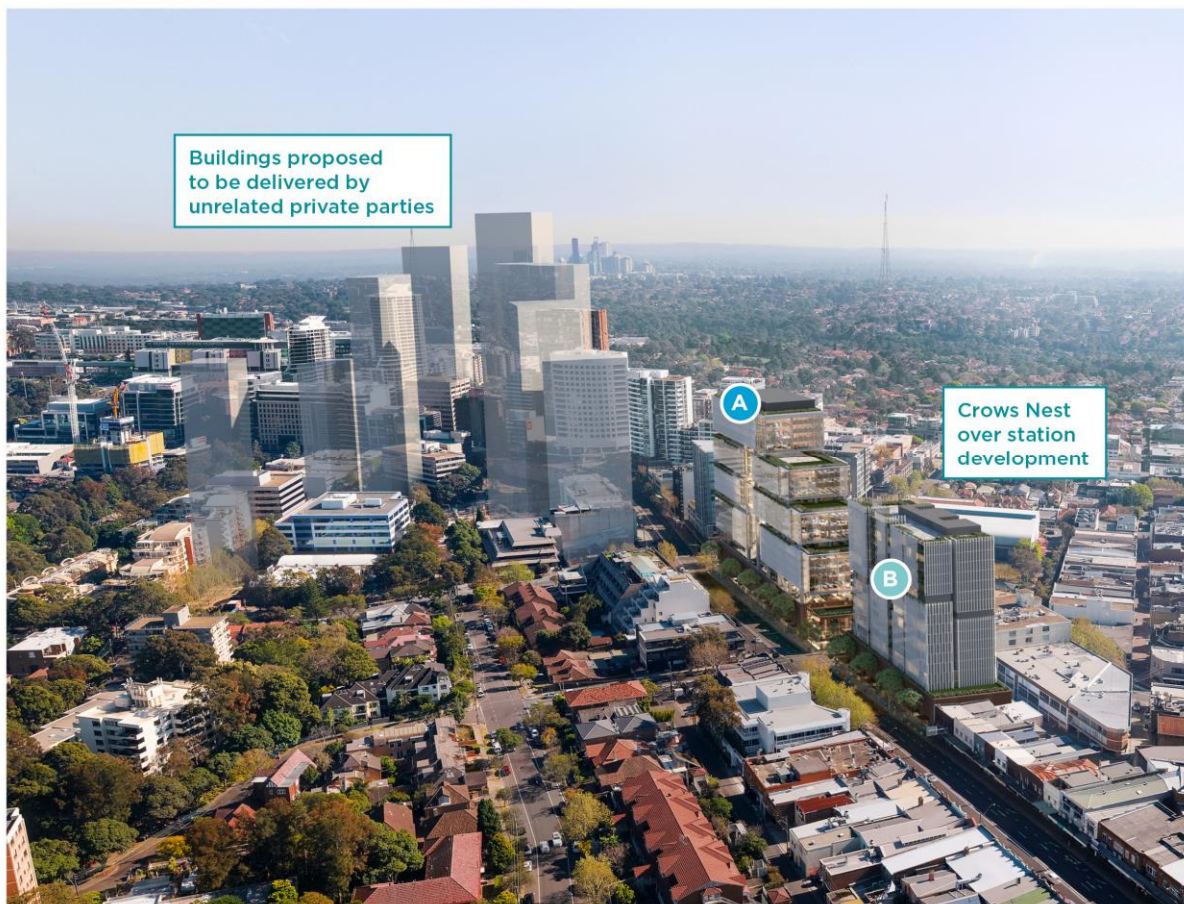 Buildings proposed
to be delivered by
unrelated private parties
A
Crows Nest
over station
development
B